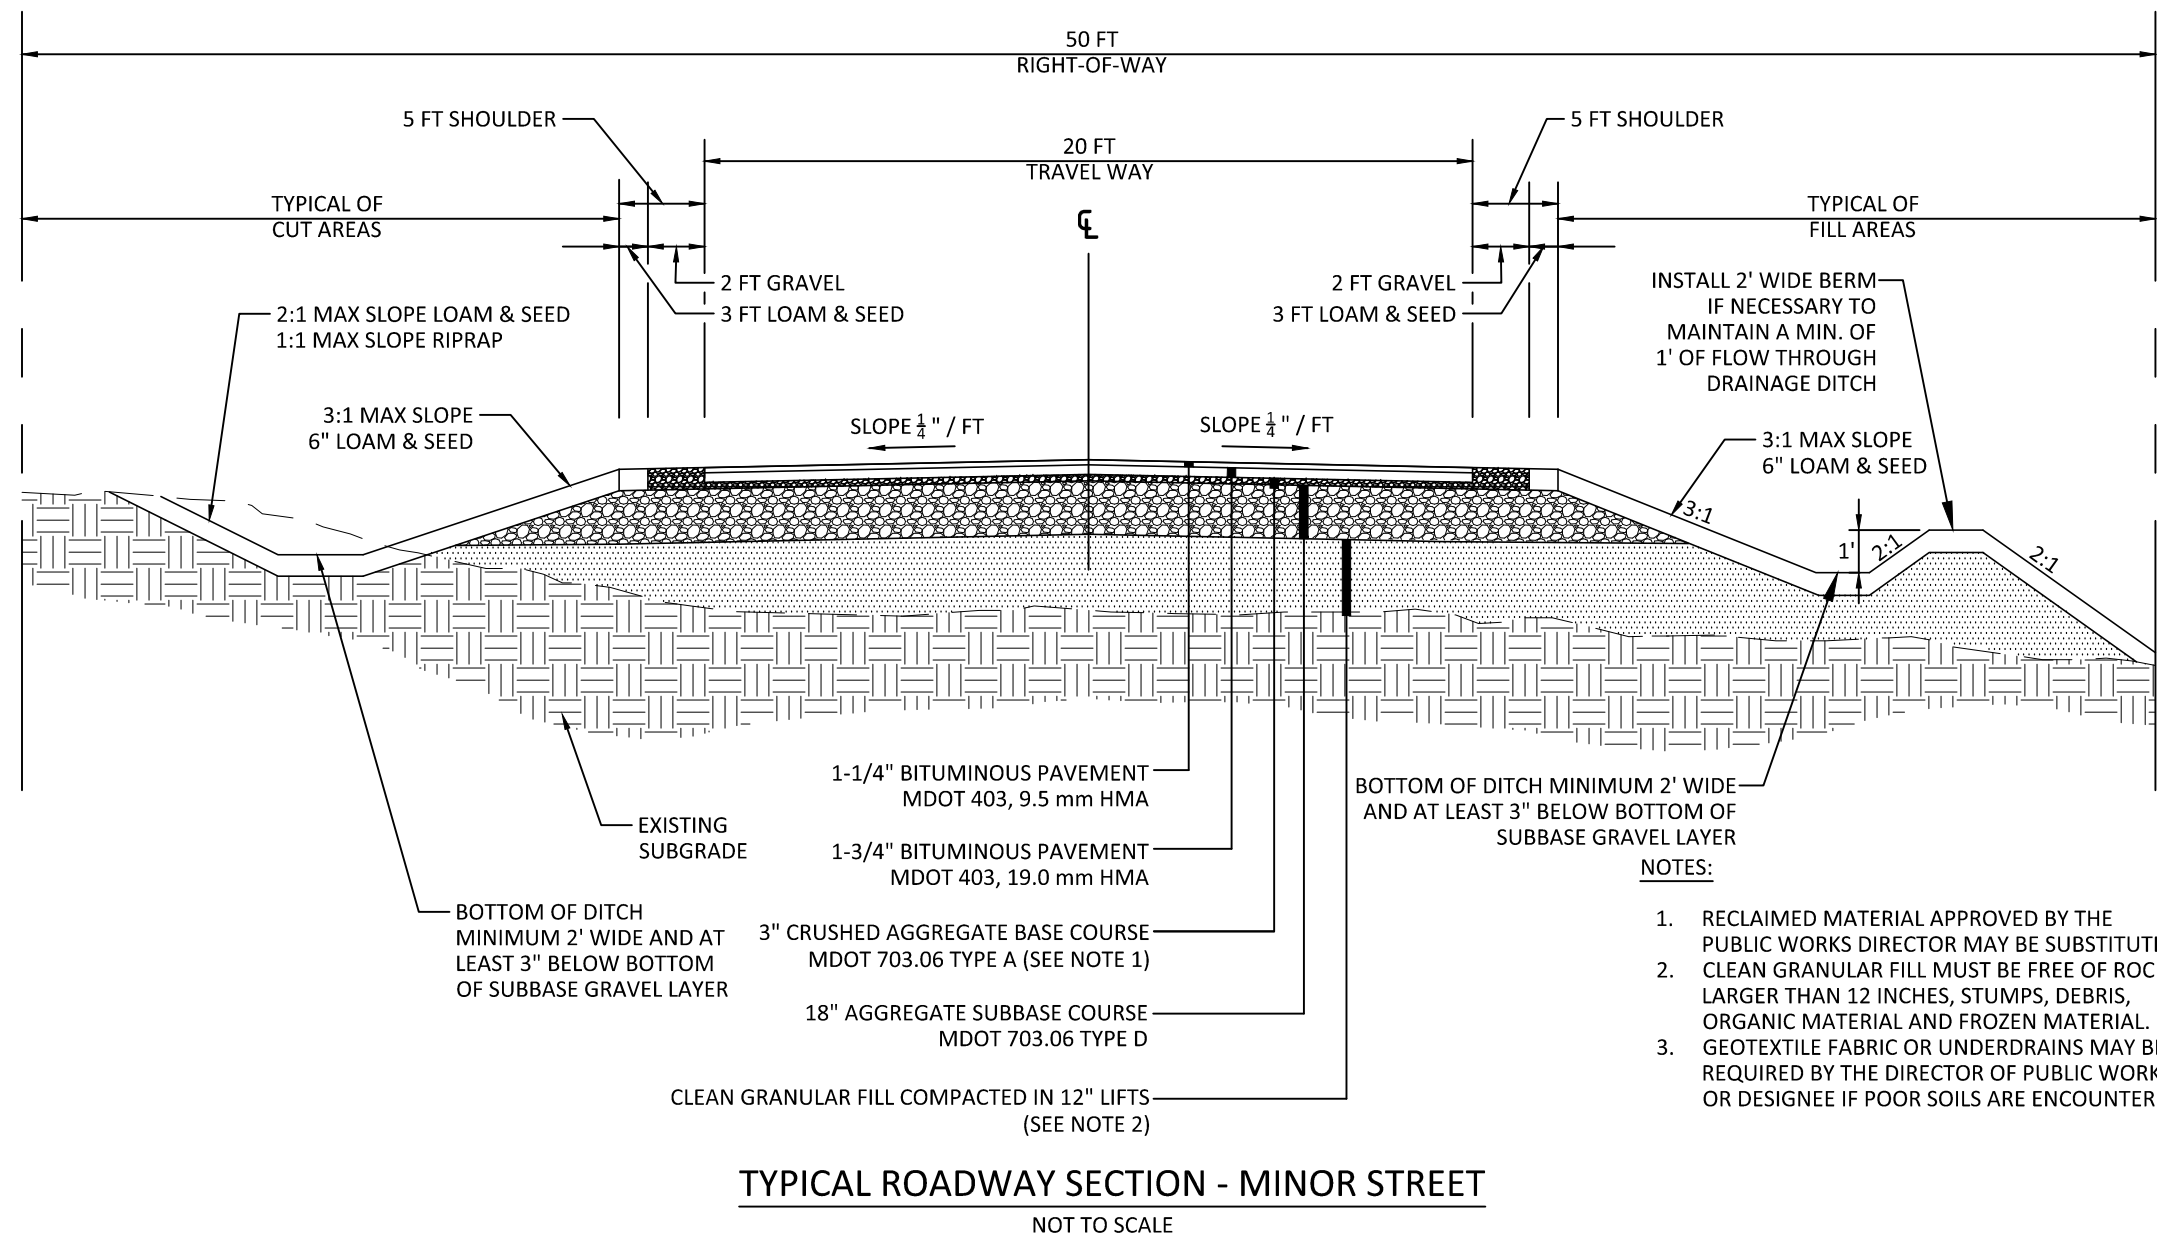 50 FT
RIGHT-OF-WAY
5 FT SHOULDER
5 FT SHOULDER
20 FT
TRAVEL WAY
TYPICAL OF
CUT AREAS
TYPICAL OF
FILL AREAS
℄
2 FT GRAVEL
3 FT LOAM & SEED
2 FT GRAVEL
3 FT LOAM & SEED
INSTALL 2' WIDE BERM
IF NECESSARY TO
MAINTAIN A MIN. OF
1' OF FLOW THROUGH
DRAINAGE DITCH
2:1 MAX SLOPE LOAM & SEED
1:1 MAX SLOPE RIPRAP
3:1 MAX SLOPE
6" LOAM & SEED
SLOPE 1/4 " / FT
SLOPE 1/4 " / FT
3:1 MAX SLOPE
6" LOAM & SEED
3:1
1'
2:1
2:1
1-1/4" BITUMINOUS PAVEMENT
MDOT 403, 9.5 mm HMA
BOTTOM OF DITCH MINIMUM 2' WIDE
AND AT LEAST 3" BELOW BOTTOM OF
SUBBASE GRAVEL LAYER
EXISTING
SUBGRADE
1-3/4" BITUMINOUS PAVEMENT
MDOT 403, 19.0 mm HMA
BOTTOM OF DITCH
MINIMUM 2' WIDE AND AT
LEAST 3" BELOW BOTTOM
OF SUBBASE GRAVEL LAYER
3" CRUSHED AGGREGATE BASE COURSE
MDOT 703.06 TYPE A (SEE NOTE 1)
18" AGGREGATE SUBBASE COURSE
MDOT 703.06 TYPE D
CLEAN GRANULAR FILL COMPACTED IN 12" LIFTS
(SEE NOTE 2)
NOTES:
1. RECLAIMED MATERIAL APPROVED BY THE
PUBLIC WORKS DIRECTOR MAY BE
2. CLEAN GRANULAR FILL MUST BE FREE OF
LARGER THAN 12 INCHES, STUMPS, DEBRIS,
ORGANIC MATERIAL AND FROZEN MATERIAL.
3. GEOTEXTILE FABRIC OR UNDERDRAINS MAY
REQUIRED BY THE DIRECTOR OF PUBLIC
OR DESIGNEE IF POOR SOILS ARE
TYPICAL ROADWAY SECTION - MINOR STREET
NOT TO SCALE